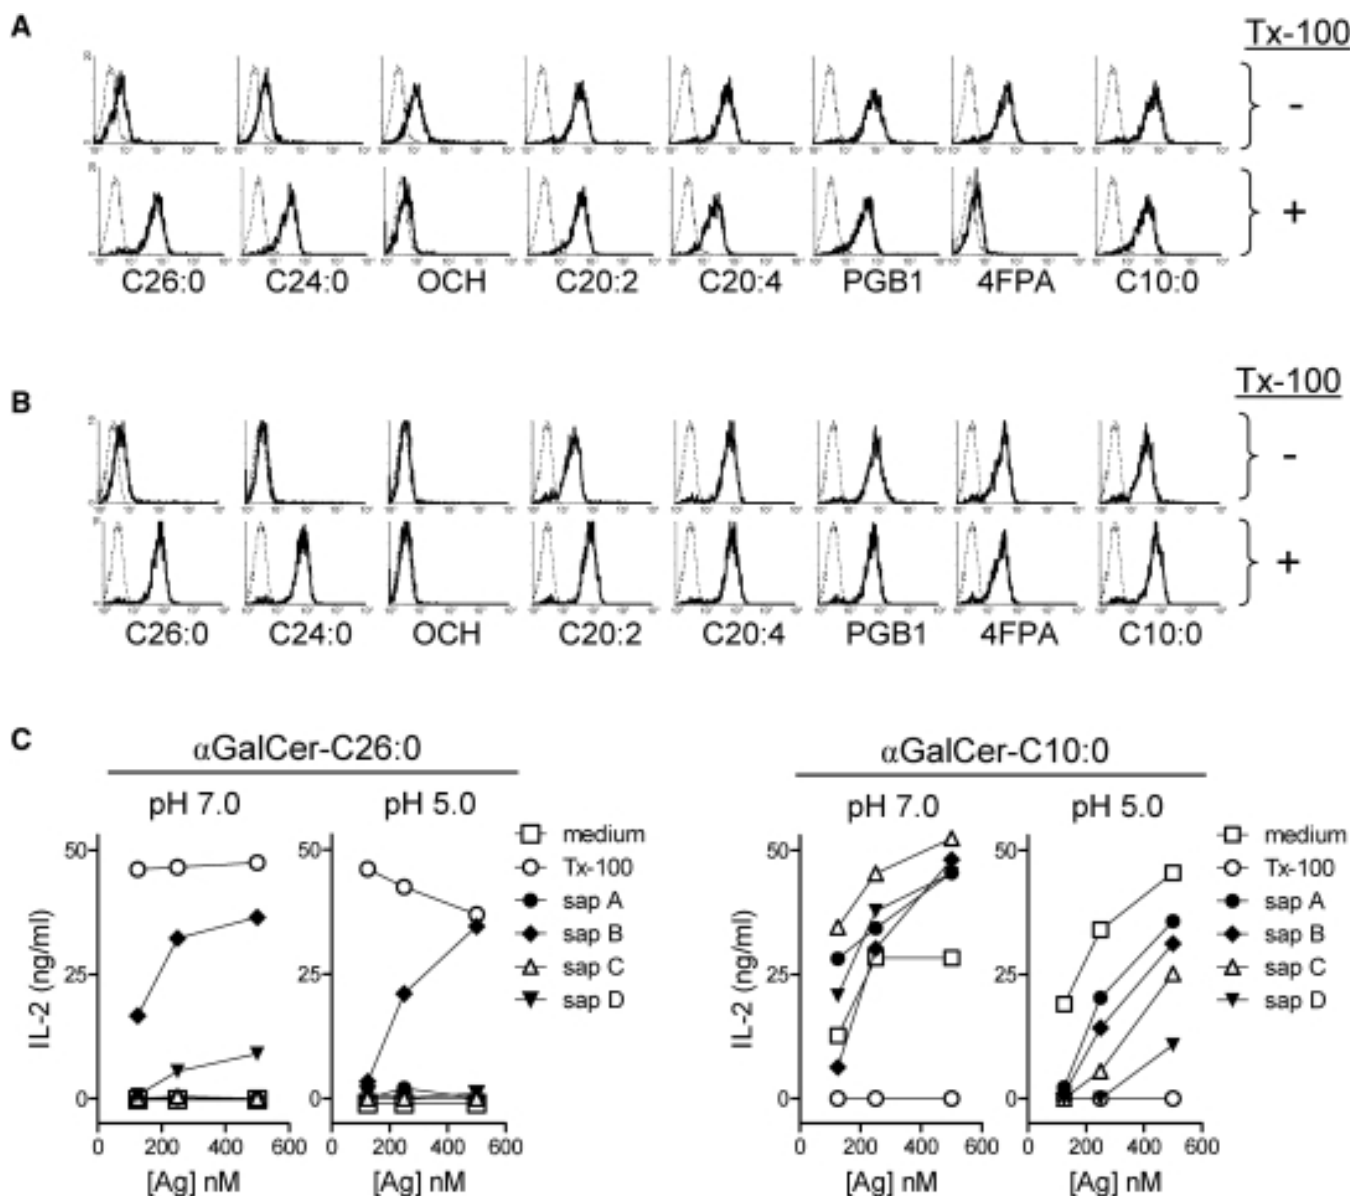 A
Tx-100
-
+
C26:0 C24:0 OCH C20:2 C20:4 PGB1 4FPA C10:0
B
Tx-100
-
+
C26:0 C24:0 OCH C20:2 C20:4 PGB1 4FPA C10:0
C
αGalCer-C26:0 αGalCer-C10:0
pH 7.0 pH 5.0 pH 7.0 pH 5.0
50 50 50 50
medium medium
Tx-100 Tx-100
sap A sap A
sap B sap B
25 25 25 25
sap C sap C
sap D sap D
IL-2 (ng/ml) IL-2 (ng/ml)
0 0 0 0
0 200 400 600 0 200 400 600 0 200 400 600 0 200 400 600
[Ag] nM [Ag] nM [Ag] nM [Ag] nM